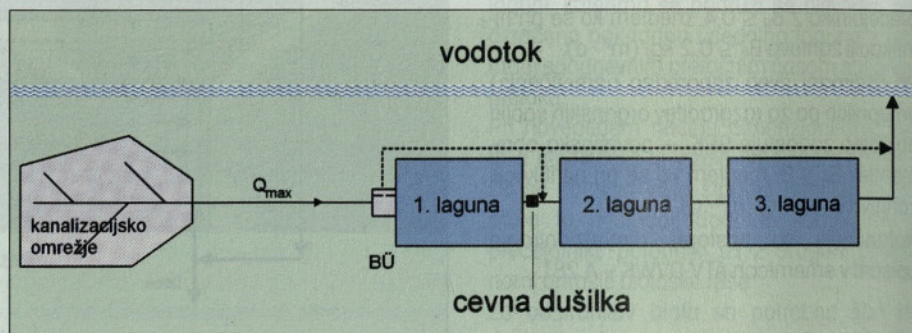 vodotok
Qmax
kanalizacijsko
omrežje
BÜ
1. laguna
2. laguna
3. laguna
cevna dušilka